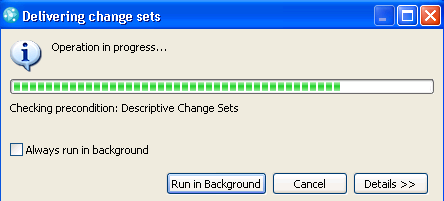 Delivering change sets
Operation in progress...
Checking precondition: Descriptive Change Sets
Always run in background
Run in Background
Cancel
Details >>